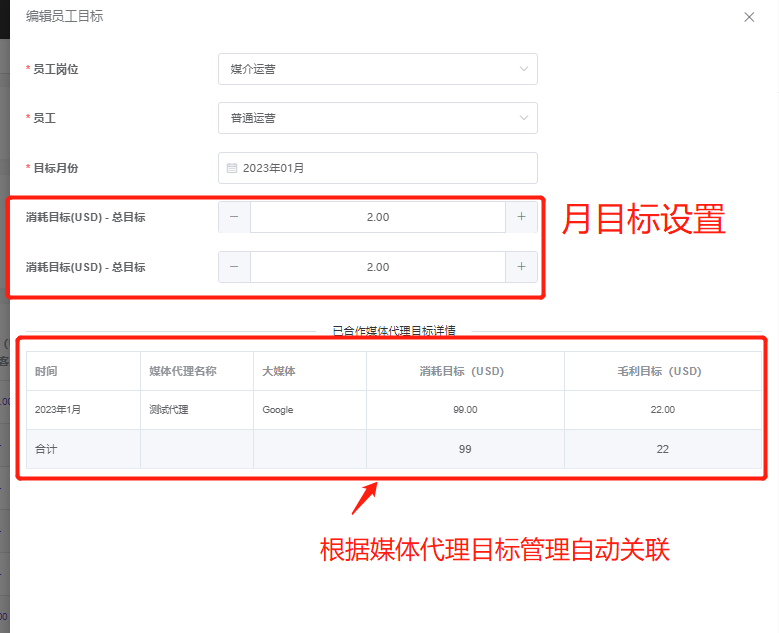 编辑员工目标
* 员工岗位 媒介运营
* 员工 普通运营
* 目标月份 2023年01月
消耗目标(USD) - 总目标 − 2.00 +
月目标设置
消耗目标(USD) - 总目标 − 2.00 +
已合作媒体代理目标详情
时间 媒体代理名称 大媒体 消耗目标（USD） 毛利目标（USD）
2023年1月 测试代理 Google 99.00 22.00
合计 99 22
根据媒体代理目标管理自动关联